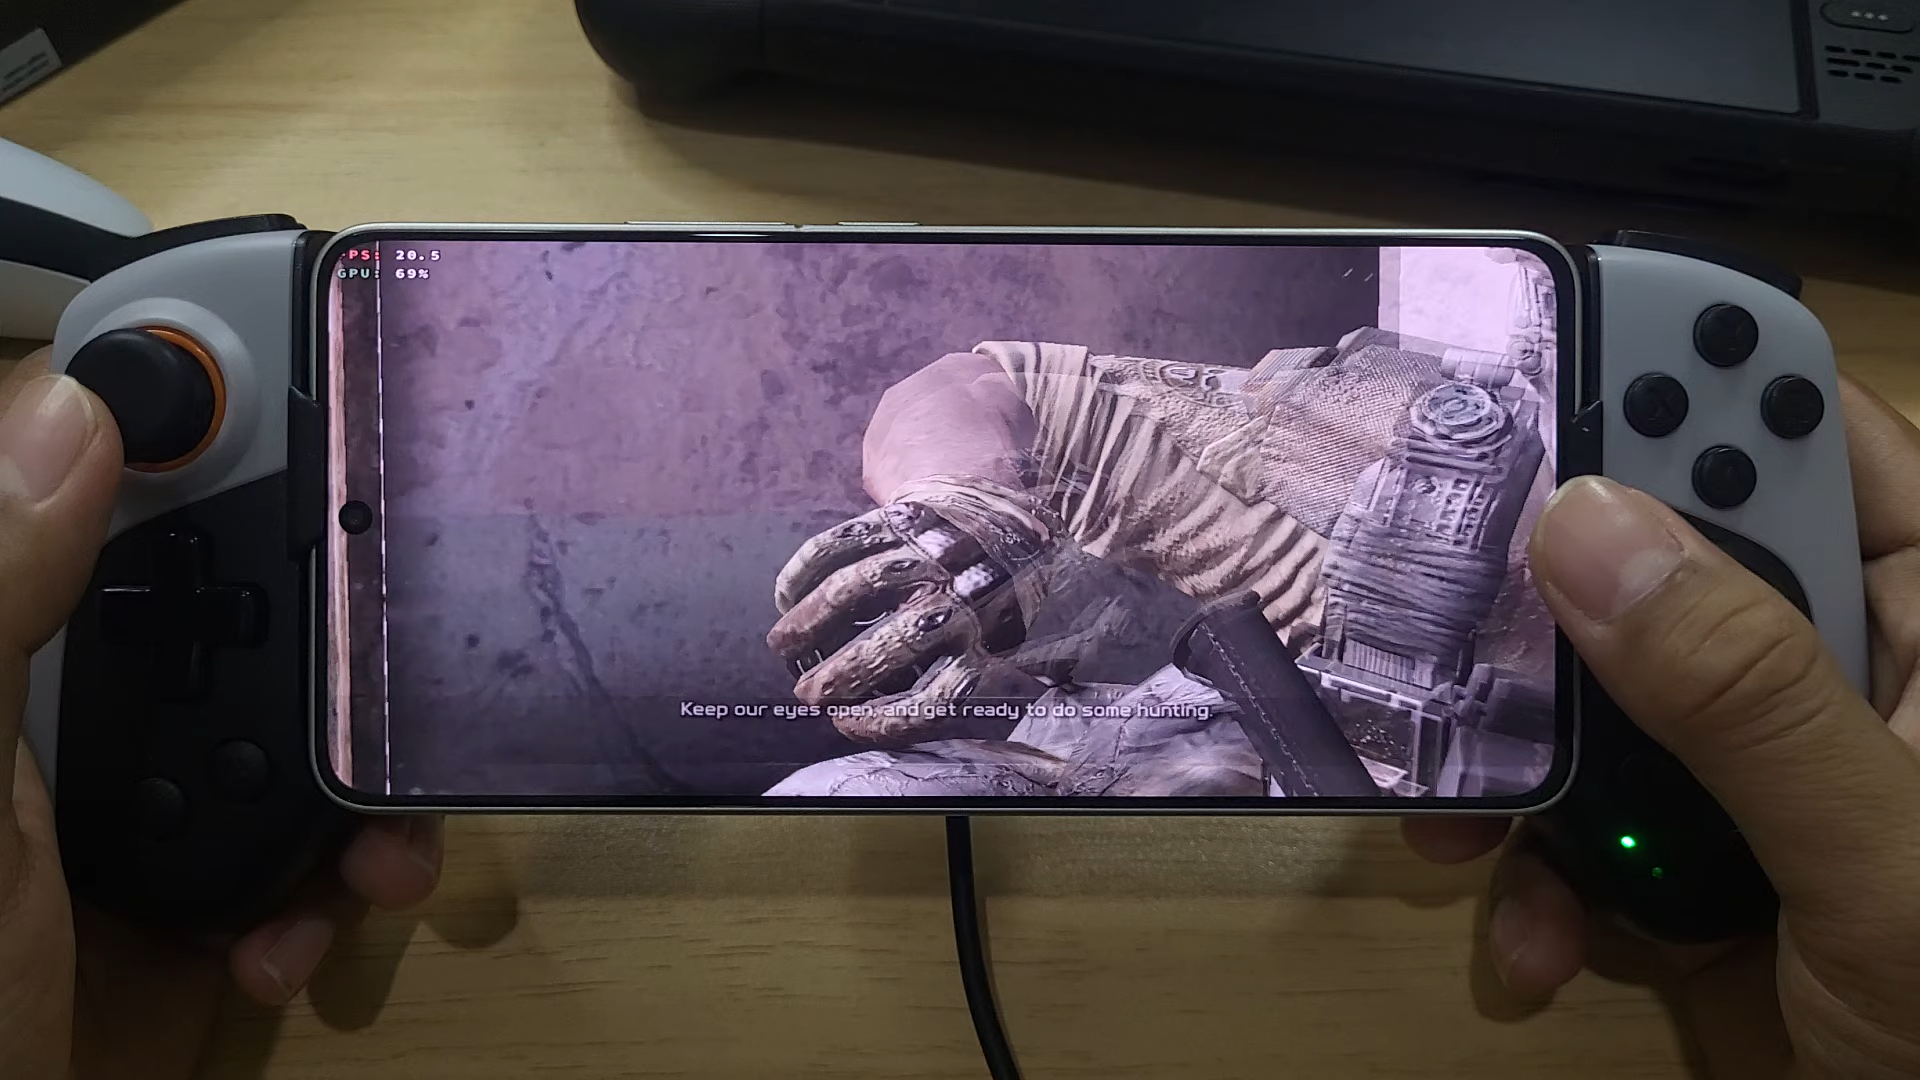 FPS: 20.5
GPU: 69%
Keep our eyes open, and get ready to do some hunting.